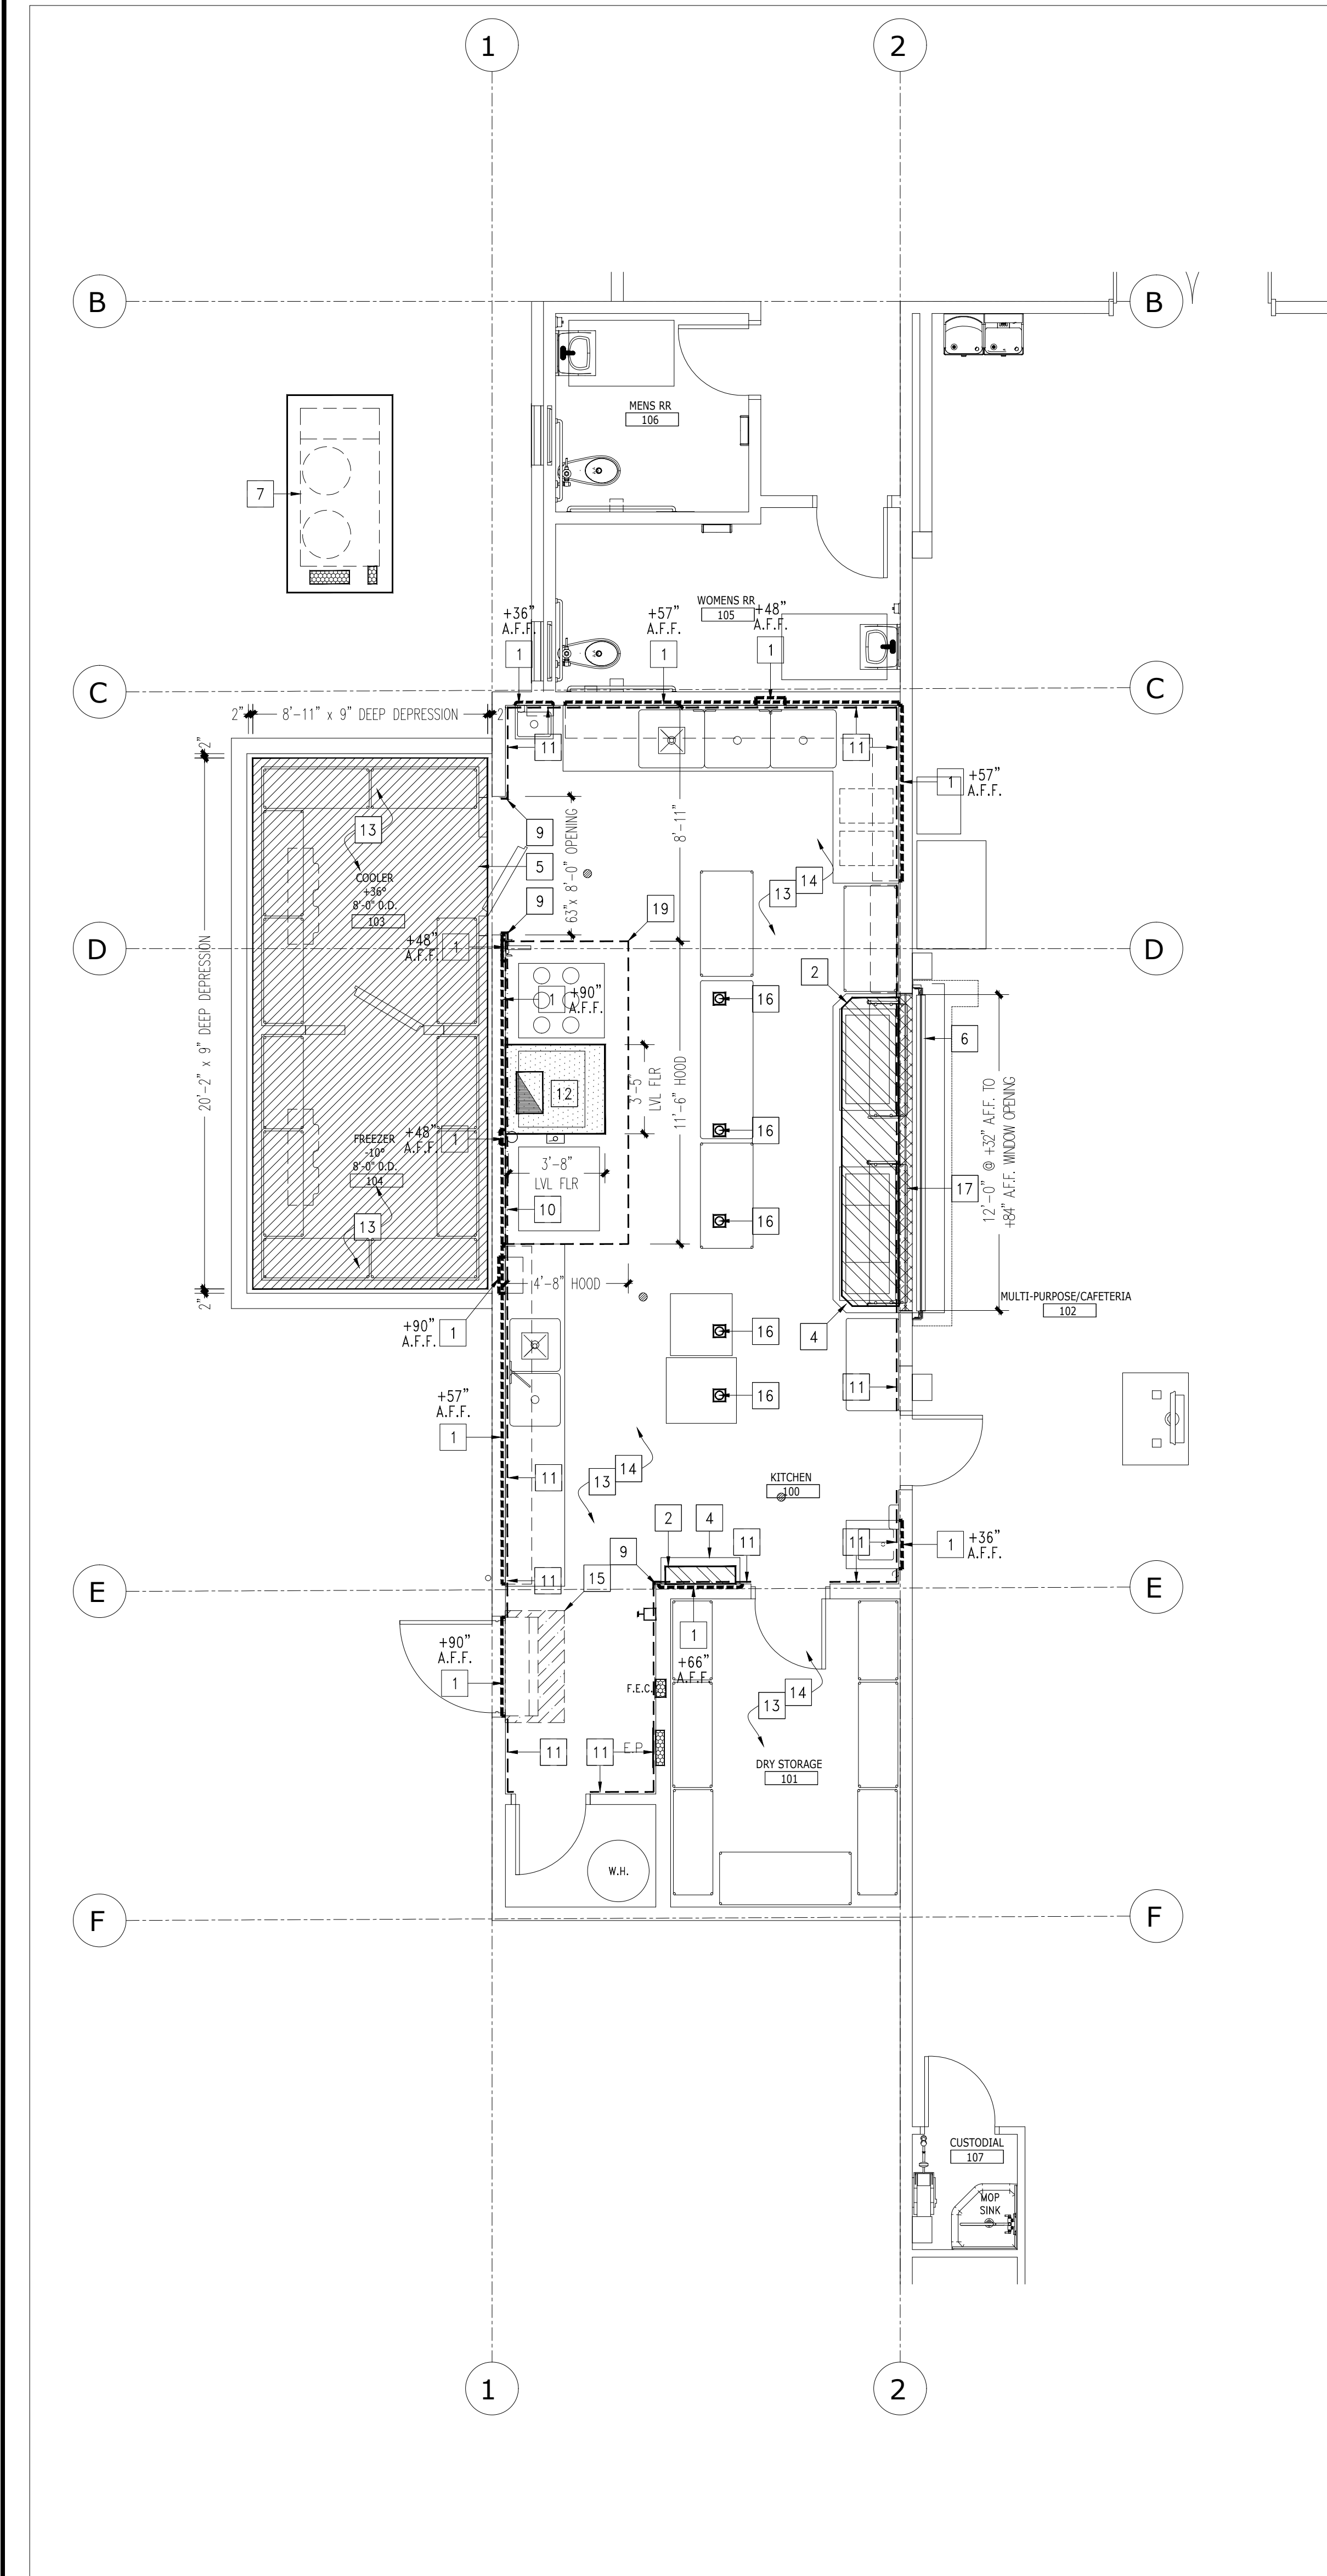 1
2
B
B
MENS RR
106
7
WOMENS RR
105
+36"
A.F.F.
1
+57"
A.F.F.
1
+48"
A.F.F.
1
C
C
2"
8'-11" x 9" DEEP DEPRESSION
2
2"
11
11
1
+57"
A.F.F.
13
9
5
COOLER
+36°
8'-0" O.D.
103
63"x 8'-0" OPENING
8'-11"
14
13
9
19
D
D
+48"
A.F.F.
1
2
1
+90"
A.F.F.
16
6
20'-2" x 9" DEEP DEPRESSION
12
3'-5"
LVL FLR
11'-6" HOOD
16
+48"
A.F.F.
1
FREEZER
-10°
8'-0" O.D.
104
3'-8"
LVL FLR
17
12'-0" @ +32" A.F.F. TO
+84" A.F.F. WINDOW OPENING
10
16
13
4'-8" HOOD
2"
MULTI-PURPOSE/CAFETERIA
102
+90"
A.F.F.
1
16
4
+57"
A.F.F.
1
11
16
11
14
13
KITCHEN
100
2
4
11
11
1
+36"
A.F.F.
9
15
11
E
E
1
+66"
A.F.F.
+90"
A.F.F.
1
F.E.C.
14
13
11
11
E.P.
DRY STORAGE
101
W.H.
F
F
CUSTODIAL
107
MOP
SINK
1
2